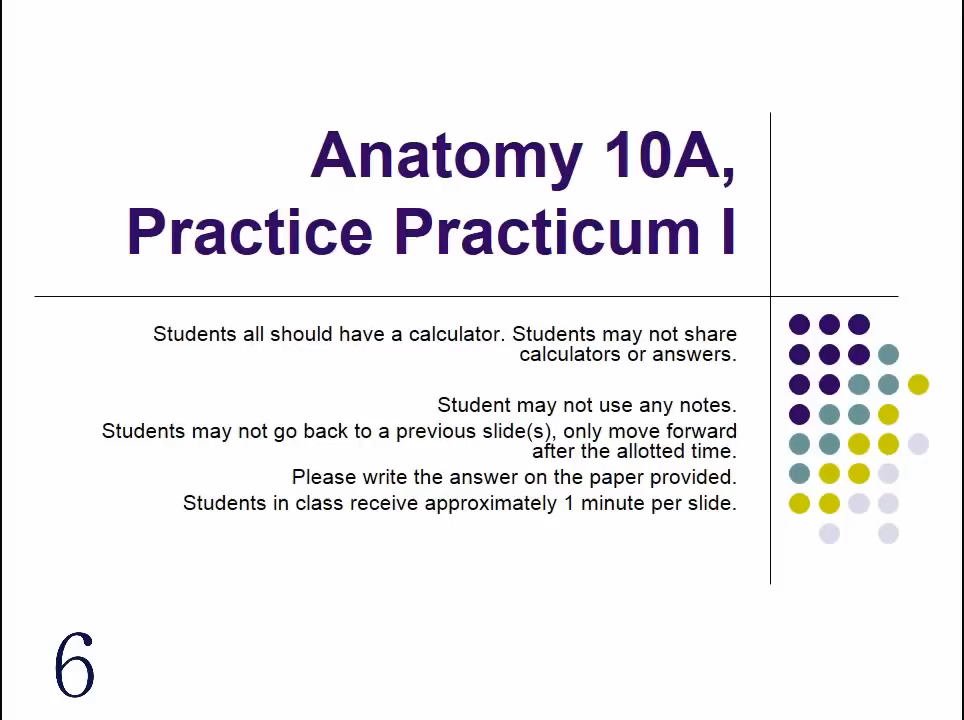 Anatomy 10A,
Practice Practicum I
Students all should have a calculator. Students may not share
calculators or answers.
Student may not use any notes.
Students may not go back to a previous slide(s), only move forward
after the allotted time.
Please write the answer on the paper provided.
Students in class receive approximately 1 minute per slide.
6